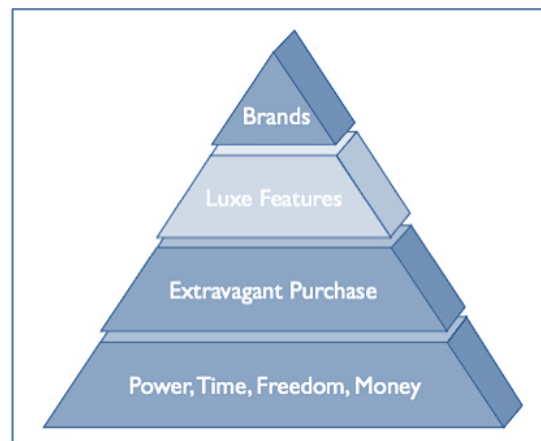 Brands
Luxe Features
Extravagant Purchase
Power, Time, Freedom, Money